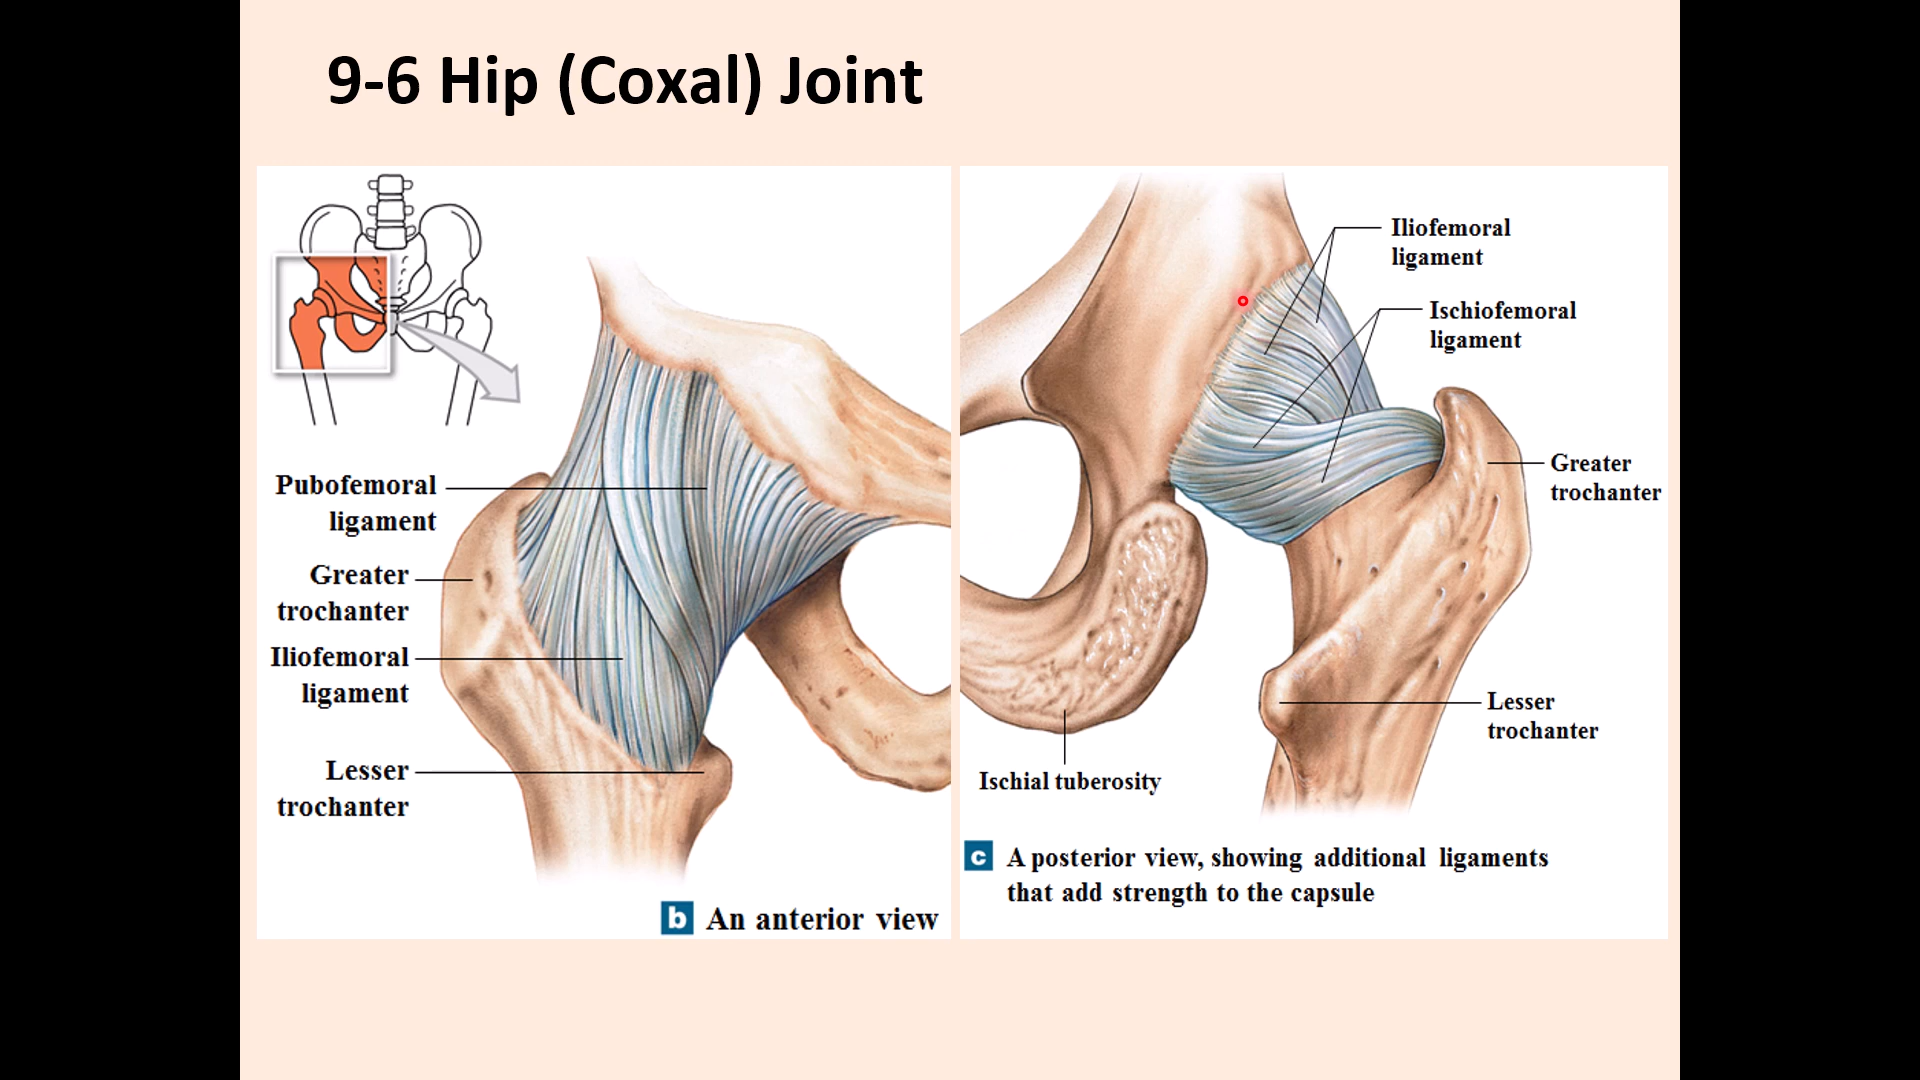 9-6 Hip (Coxal) Joint
Pubofemoral
ligament
Greater
trochanter
Iliofemoral
ligament
Lesser
trochanter
b An anterior view
Iliofemoral
ligament
Ischiofemoral
ligament
Greater
trochanter
Lesser
trochanter
Ischial tuberosity
c A posterior view, showing additional ligaments
that add strength to the capsule